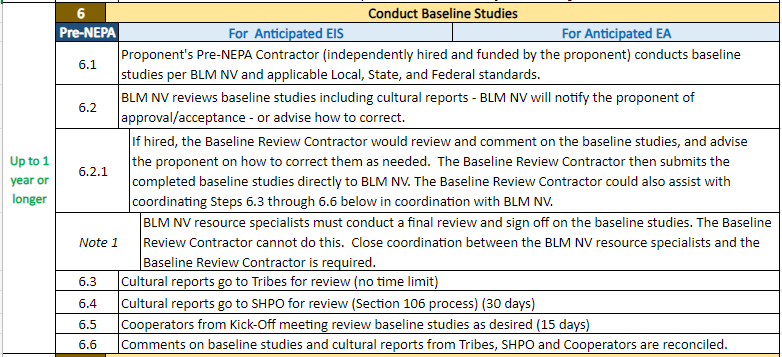 6 Conduct Baseline Studies
Pre-NEPA For Anticipated EIS For Anticipated EA
6.1 Proponent's Pre-NEPA Contractor (independently hired and funded by the proponent) conducts baseline
studies per BLM NV and applicable Local, State, and Federal standards.
6.2 BLM NV reviews baseline studies including cultural reports - BLM NV will notify the proponent of
approval/acceptance - or advise how to correct.
Up to 1
year or
longer
6.2.1 If hired, the Baseline Review Contractor would review and comment on the baseline studies, and advise
the proponent on how to correct them as needed.  The Baseline Review Contractor then submits the
completed baseline studies directly to BLM NV. The Baseline Review Contractor could also assist with
coordinating Steps 6.3 through 6.6 below in coordination with BLM NV.
Note 1 BLM NV resource specialists must conduct a final review and sign off on the baseline studies. The Baseline
Review Contractor cannot do this.  Close coordination between the BLM NV resource specialists and the
Baseline Review Contractor is required.
6.3 Cultural reports go to Tribes for review (no time limit)
6.4 Cultural reports go to SHPO for review (Section 106 process) (30 days)
6.5 Cooperators from Kick-Off meeting review baseline studies as desired (15 days)
6.6 Comments on baseline studies and cultural reports from Tribes, SHPO and Cooperators are reconciled.